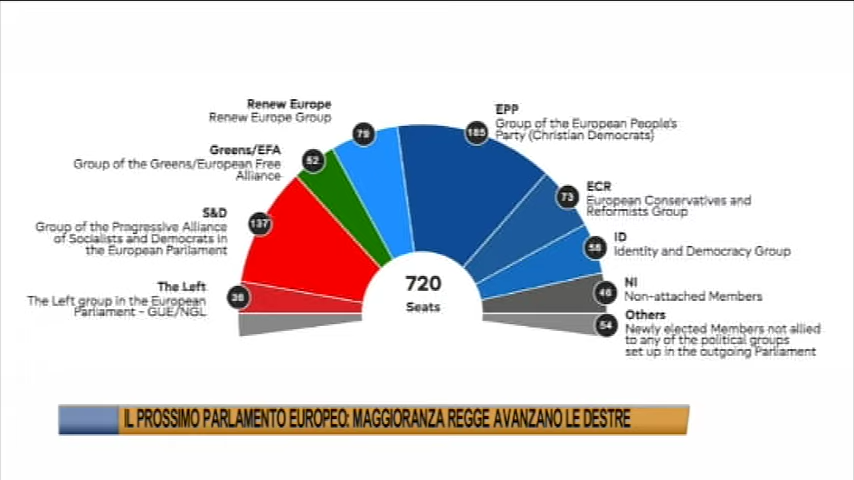 Renew Europe
Renew Europe Group
79
EPP
Group of the European People's
Party (Christian Democrats)
185
Greens/EFA
Group of the Greens/European Free
Alliance
52
ECR
European Conservatives and
Reformists Group
73
S&D
Group of the Progressive Alliance
of Socialists and Democrats in
the European Parliament
137
ID
Identity and Democracy Group
58
The Left
The Left group in the European
Parliament - GUE/NGL
36
720
Seats
NI
Non-attached Members
46
Others
Newly elected Members not allied
to any of the political groups
set up in the outgoing Parliament
54
IL PROSSIMO PARLAMENTO EUROPEO: MAGGIORANZA REGGE AVANZANO LE DESTRE